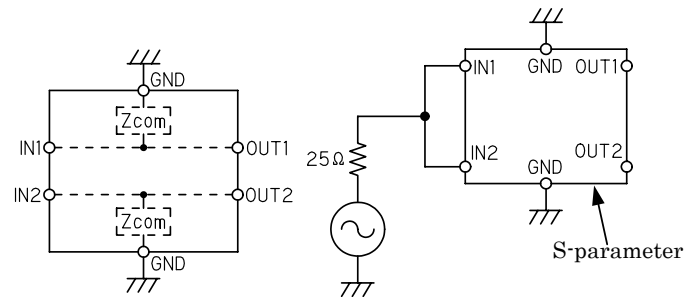 GND
Zcom
IN1
OUT1
IN2
OUT2
Zcom
GND
IN1
GND
OUT1
25Ω
IN2
OUT2
GND
S-parameter